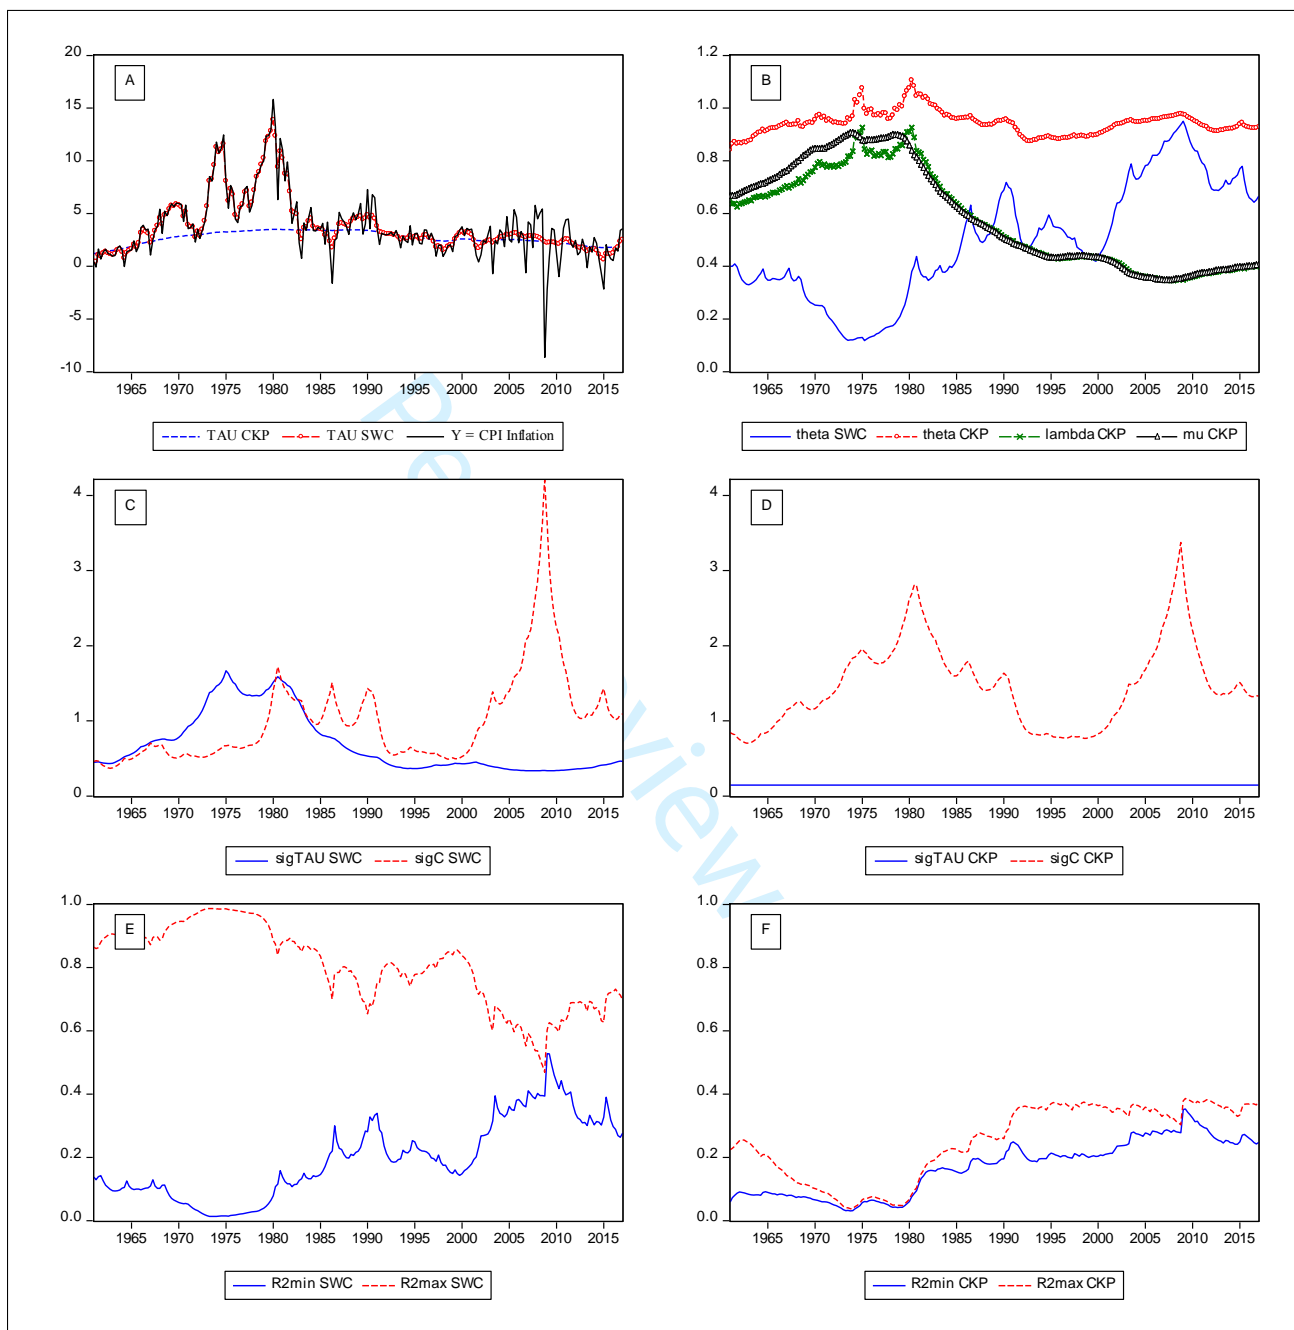 A
20
15
10
5
0
-5
-10
1965 1970 1975 1980 1985 1990 1995 2000 2005 2010 2015
TAU CKP TAU SWC Y = CPI Inflation
B
1.2
1.0
0.8
0.6
0.4
0.2
0.0
1965 1970 1975 1980 1985 1990 1995 2000 2005 2010 2015
theta SWC theta CKP lambda CKP mu CKP
C
4
3
2
1
0
1965 1970 1975 1980 1985 1990 1995 2000 2005 2010 2015
sigTAU SWC sigC SWC
D
4
3
2
1
0
1965 1970 1975 1980 1985 1990 1995 2000 2005 2010 2015
sigTAU CKP sigC CKP
E
1.0
0.8
0.6
0.4
0.2
0.0
1965 1970 1975 1980 1985 1990 1995 2000 2005 2010 2015
R2min SWC R2max SWC
F
1.0
0.8
0.6
0.4
0.2
0.0
1965 1970 1975 1980 1985 1990 1995 2000 2005 2010 2015
R2min CKP R2max CKP